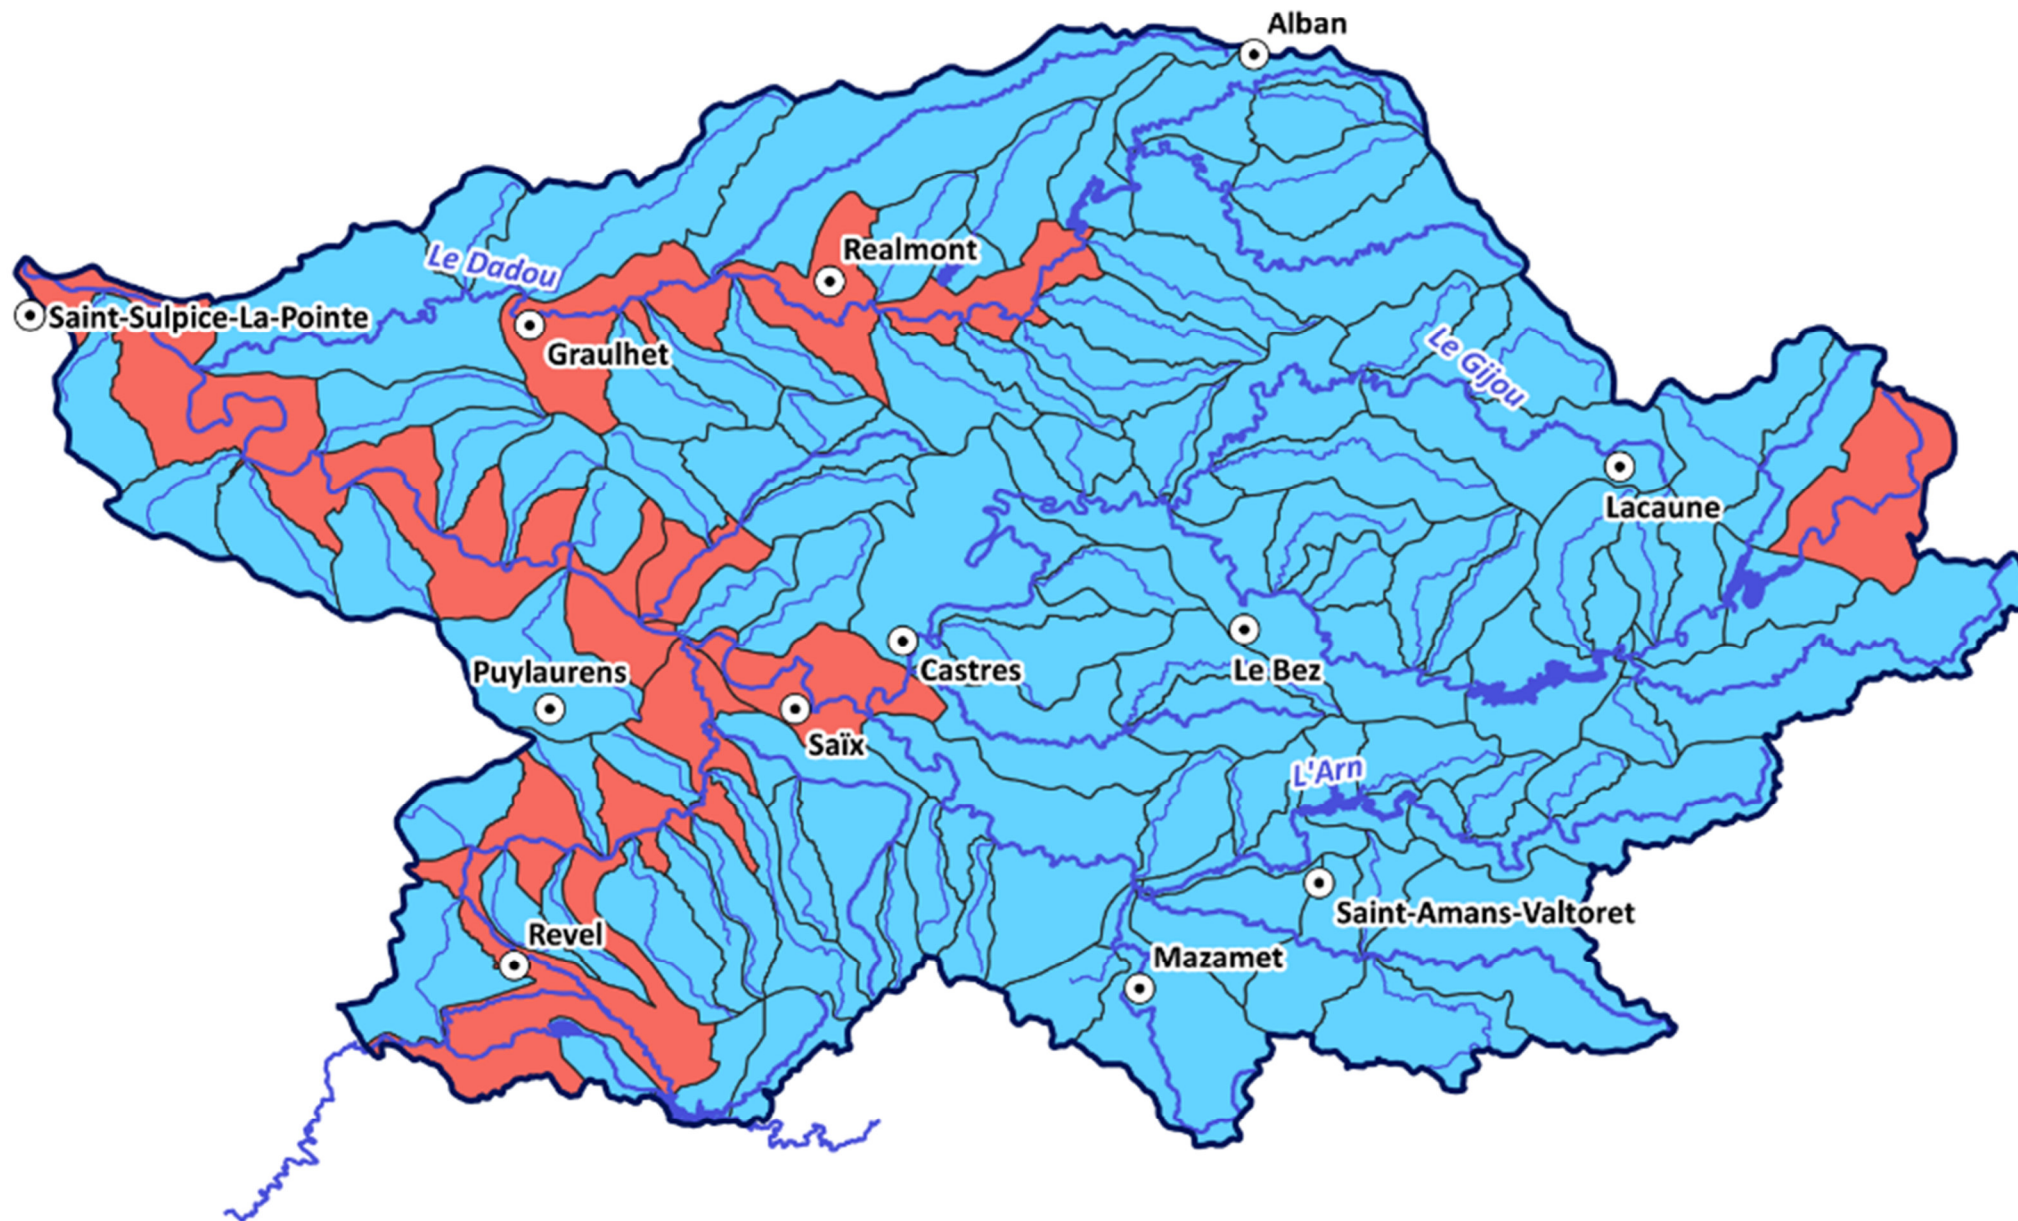 Alban
Le Dadou
Realmont
Saint-Sulpice-La-Pointe
Graulhet
Le Gijou
Lacaune
Puylaurens
Castres
Le Bez
Saïx
L'Arn
Saint-Amans-Valtoret
Revel
Mazamet